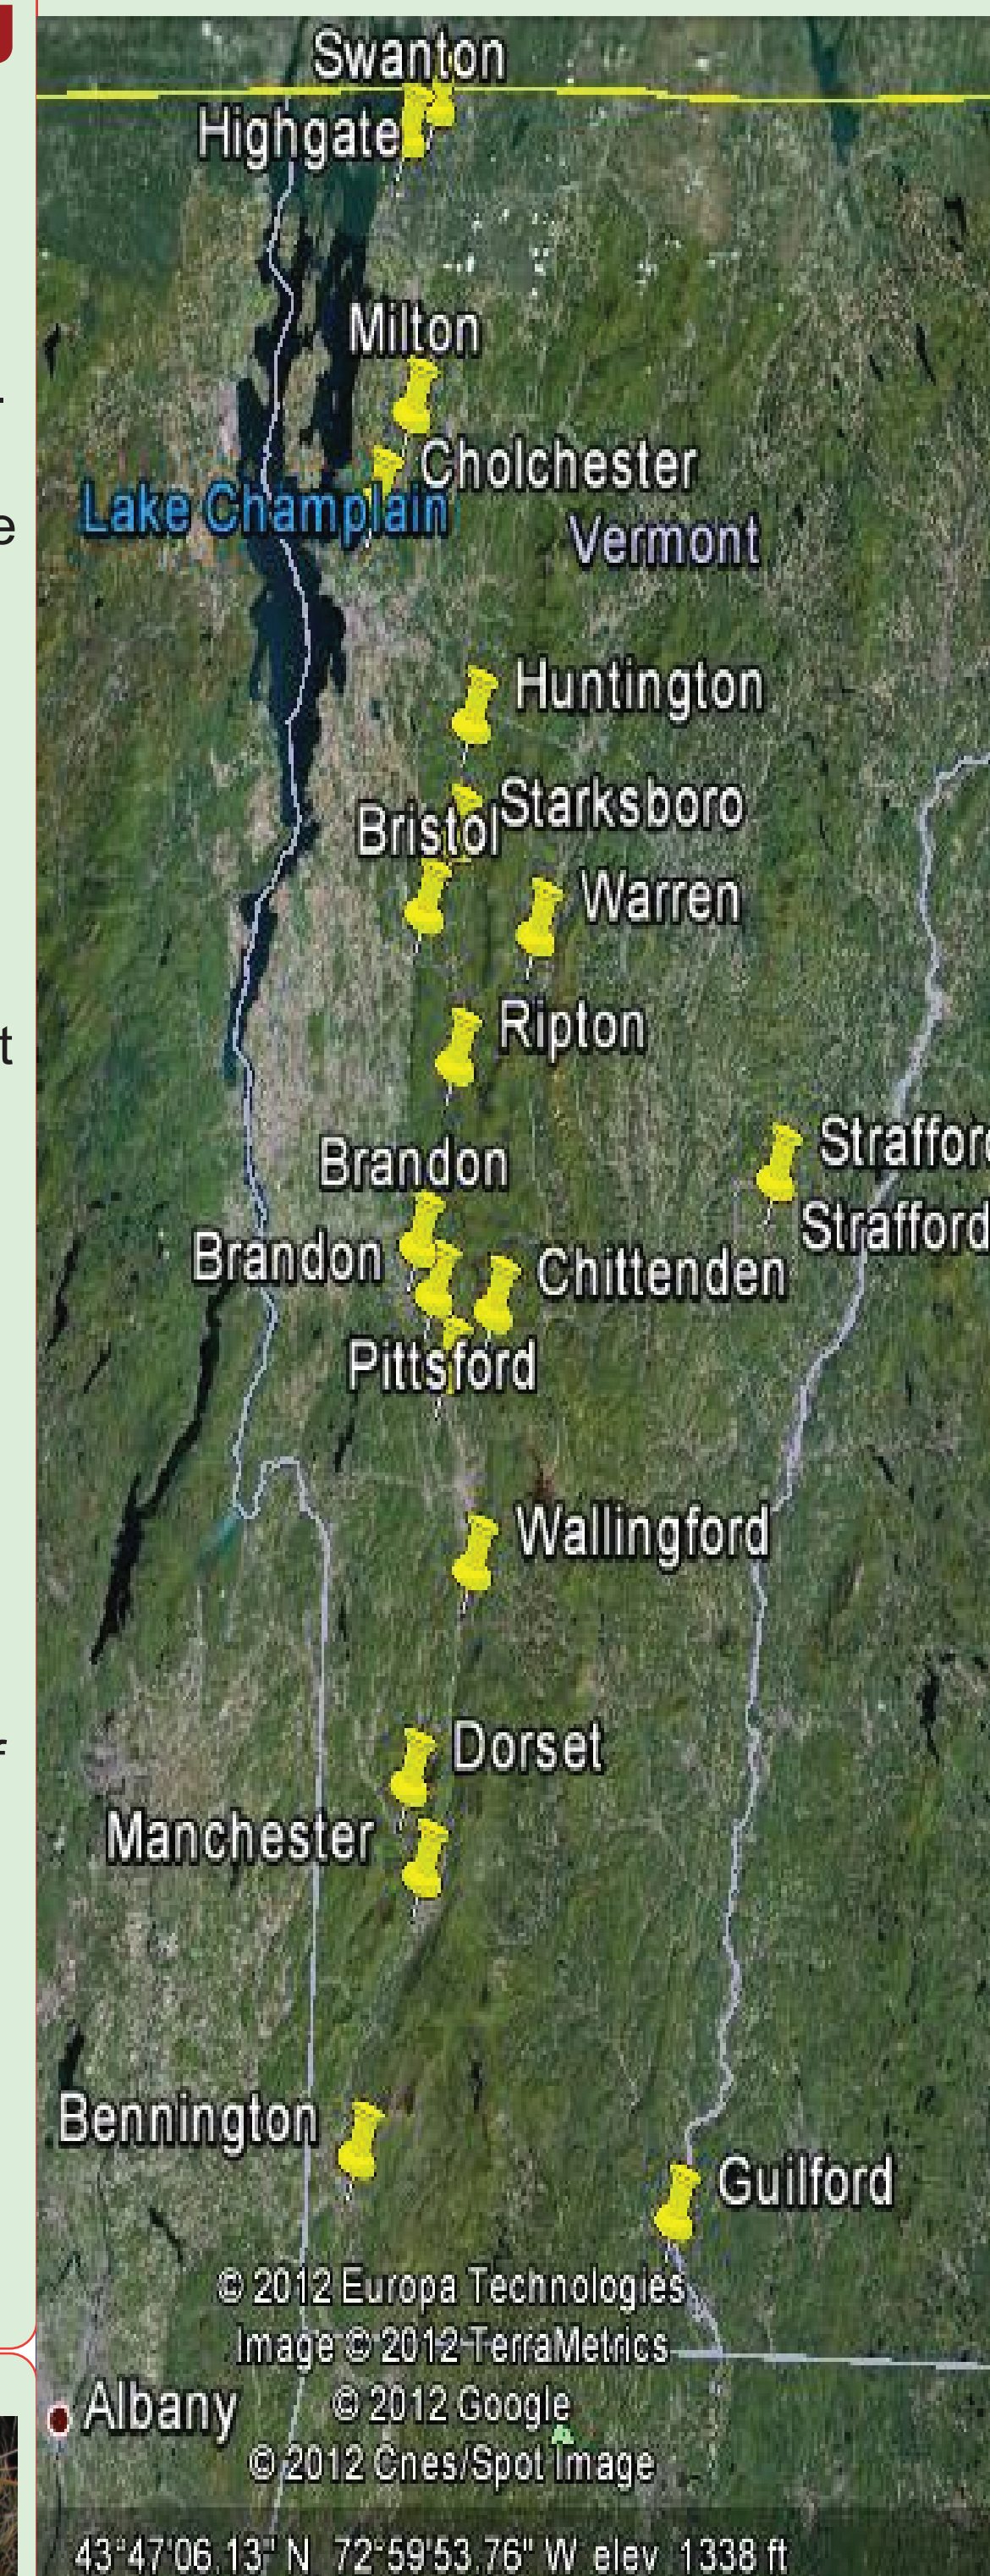 Swanton
Highgate
Milton
Cholchester
Lake Champlain
Vermont
Huntington
Starksboro
Bristol
Warren
Ripton
Brandon
Strafford
Brandon
Chittenden
Pittsford
Wallingford
Dorset
Manchester
Bennington
Guilford
© 2012 Europa Technologies
Image © 2012 TerraMetrics
© 2012 Google
Albany
© 2012 Cnes/Spot Image
43°47'06.13" N 72°59'53.76" W elev 1338 ft